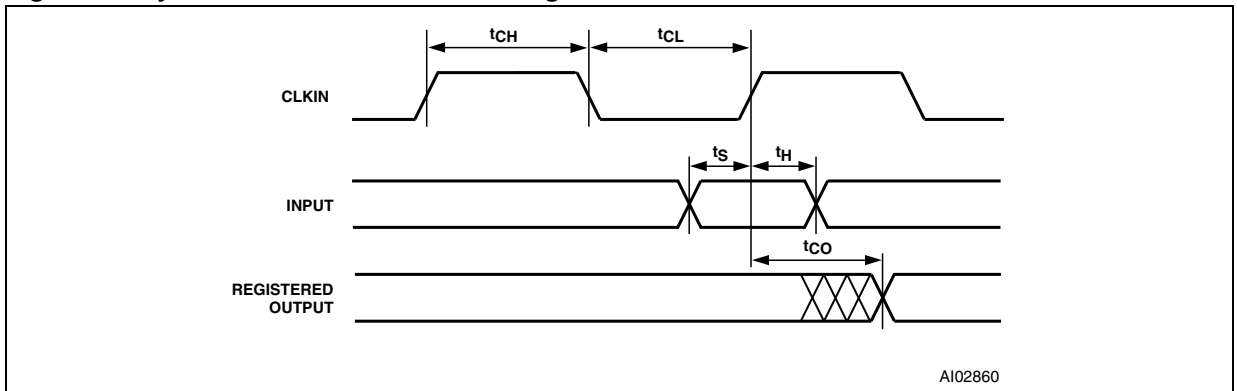 tCH
tCL
CLKIN
tS
tH
INPUT
tCO
REGISTERED
OUTPUT
AI02860